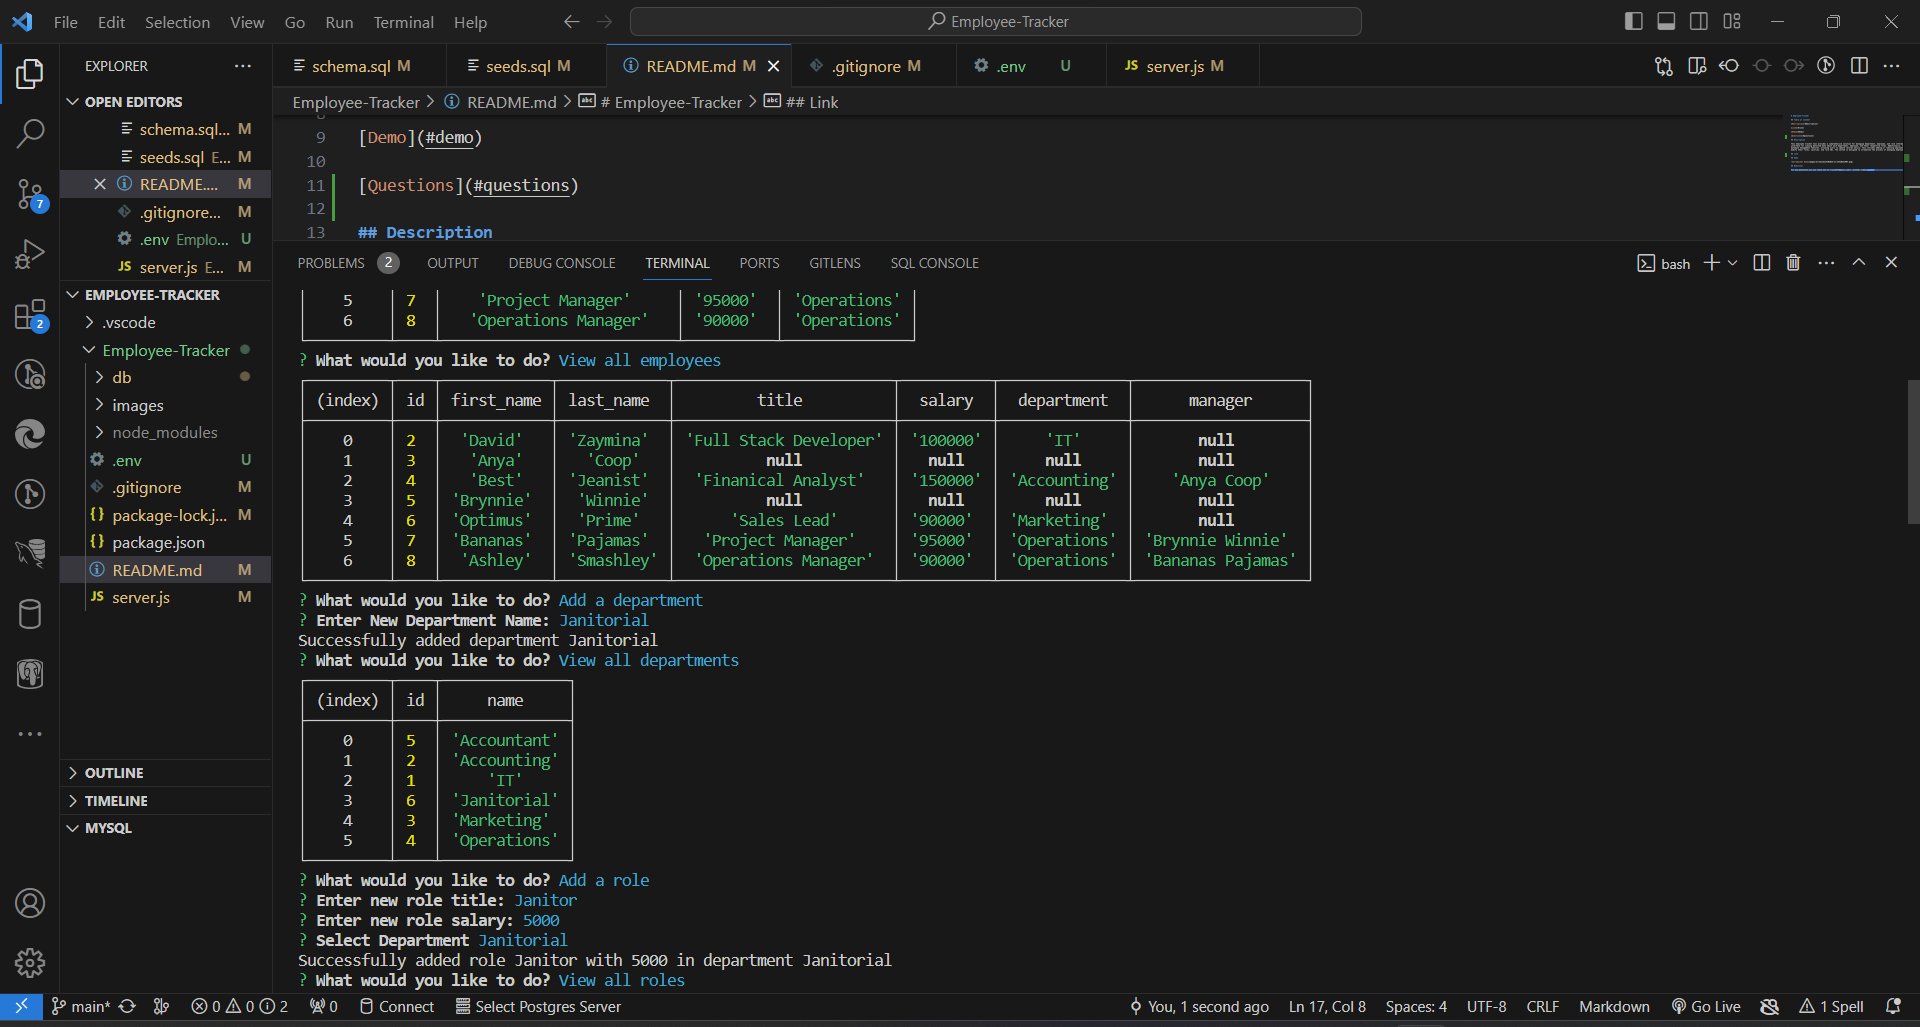 File Edit Selection View Go Run Terminal Help
Employee-Tracker
EXPLORER
OPEN EDITORS
schema.sql... M
seeds.sql E... M
README.... M
.gitignore... M
.env Emplo... U
server.js E... M
EMPLOYEE-TRACKER
.vscode
Employee-Tracker
db
images
node_modules
.env U
.gitignore M
package-lock.j... M
package.json
README.md M
server.js M
OUTLINE
TIMELINE
MYSQL
7
2
schema.sql M
seeds.sql M
README.md M
.gitignore M
.env U
JS server.js M
Employee-Tracker > README.md > # Employee-Tracker > ## Link
9 [Demo](#demo)
10
11 [Questions](#questions)
12
13 ## Description
PROBLEMS 2 OUTPUT DEBUG CONSOLE TERMINAL PORTS GITLENS SQL CONSOLE
bash
5 7 'Project Manager' '95000' 'Operations'
6 8 'Operations Manager' '90000' 'Operations'
? What would you like to do? View all employees
(index) id first_name last_name title salary department manager
0 2 'David' 'Zaymina' 'Full Stack Developer' '100000' 'IT' null
1 3 'Anya' 'Coop' null null null null
2 4 'Best' 'Jeanist' 'Finanical Analyst' '150000' 'Accounting' 'Anya Coop'
3 5 'Brynnie' 'Winnie' null null null null
4 6 'Optimus' 'Prime' 'Sales Lead' '90000' 'Marketing' null
5 7 'Bananas' 'Pajamas' 'Project Manager' '95000' 'Operations' 'Brynnie Winnie'
6 8 'Ashley' 'Smashley' 'Operations Manager' '90000' 'Operations' 'Bananas Pajamas'
? What would you like to do? Add a department
? Enter New Department Name: Janitorial
Successfully added department Janitorial
? What would you like to do? View all departments
(index) id name
0 5 'Accountant'
1 2 'Accounting'
2 1 'IT'
3 6 'Janitorial'
4 3 'Marketing'
5 4 'Operations'
? What would you like to do? Add a role
? Enter new role title: Janitor
? Enter new role salary: 5000
? Select Department Janitorial
Successfully added role Janitor with 5000 in department Janitorial
? What would you like to do? View all roles
main* 0 0 2 0 Connect Select Postgres Server You, 1 second ago Ln 17, Col 8 Spaces: 4 UTF-8 CRLF Markdown Go Live 1 Spell